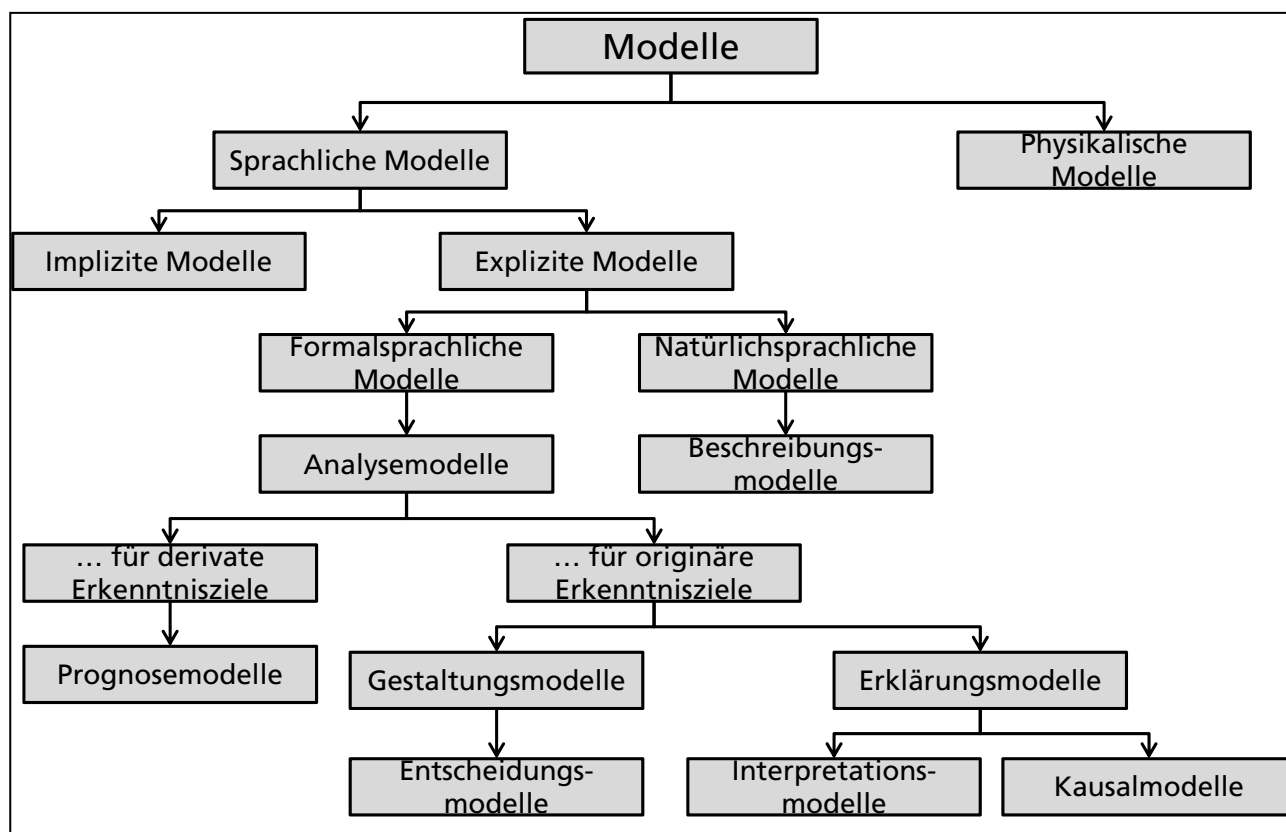 Modelle
Sprachliche Modelle
Physikalische
Modelle
Implizite Modelle
Explizite Modelle
Formalsprachliche
Modelle
Natürlichsprachliche
Modelle
Analysemodelle
Beschreibungs-
modelle
… für derivate
Erkenntnisziele
… für originäre
Erkenntnisziele
Prognosemodelle
Gestaltungsmodelle
Erklärungsmodelle
Entscheidungs-
modelle
Interpretations-
modelle
Kausalmodelle